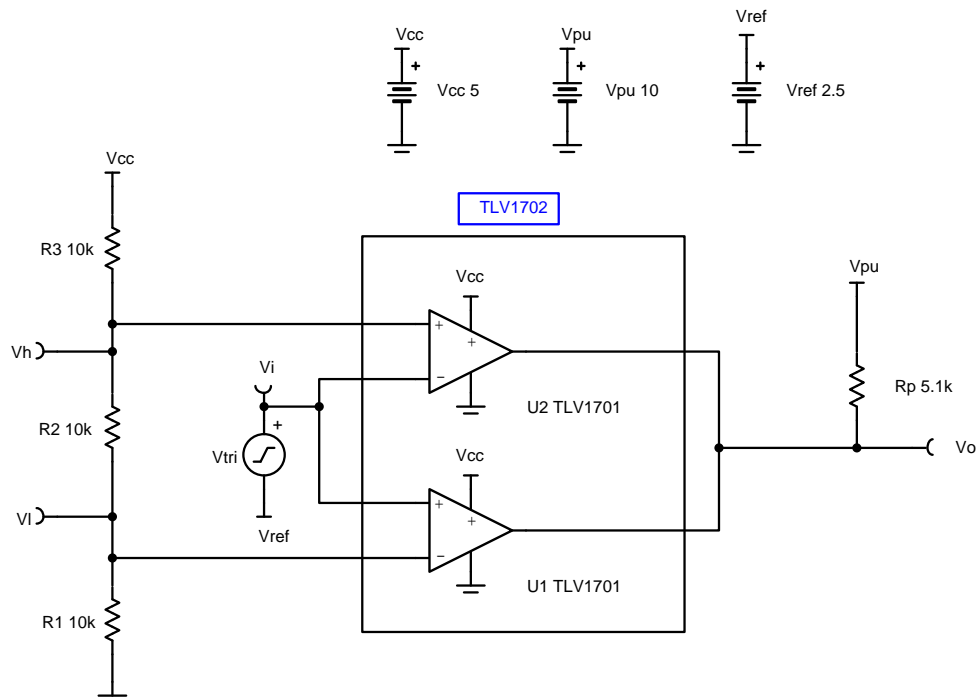 Vcc
Vpu
Vref
+
+
+
Vcc 5
Vpu 10
Vref 2.5
Vcc
TLV1702
R3 10k
Vcc
Vpu
+
+
Vh
Vi
−
Rp 5.1k
R2 10k
+
U2 TLV1701
Vtri
Vcc
Vo
+
Vl
+
Vref
−
U1 TLV1701
R1 10k